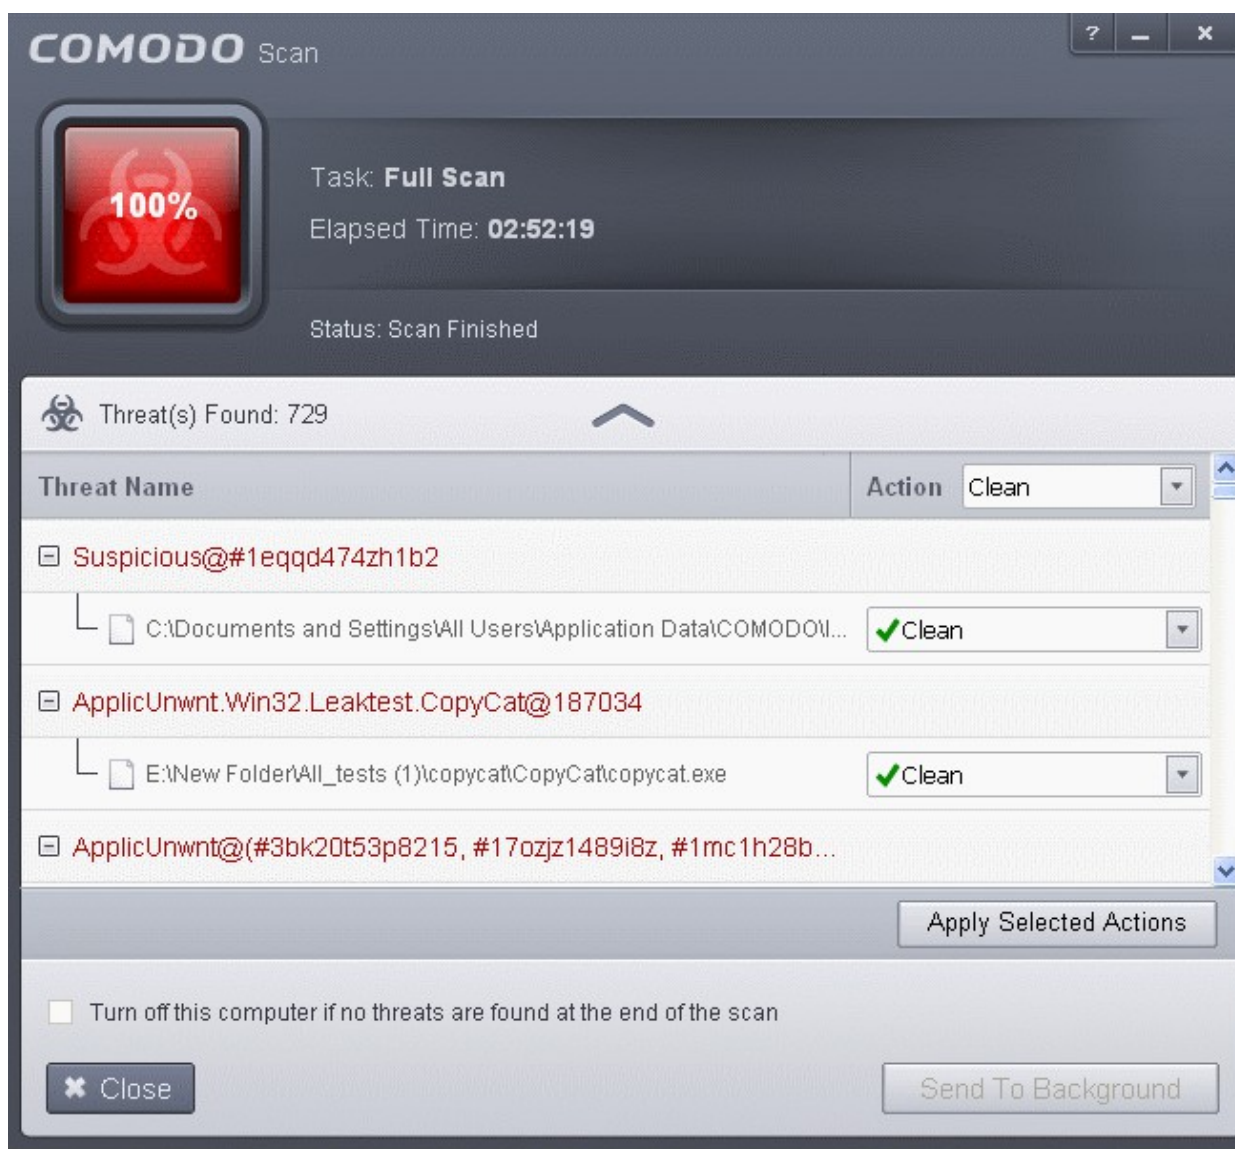 COMODO Scan
? – ×
100%
Task: Full Scan
Elapsed Time: 02:52:19
Status: Scan Finished
Threat(s) Found: 729
Threat Name Action Clean
Suspicious@#1eqqd474zh1b2
C:\Documents and Settings\All Users\Application Data\COMODO\I... Clean
ApplicUnwnt.Win32.Leaktest.CopyCat@187034
E:\New Folder\All_tests (1)\copycat\CopyCat\copycat.exe Clean
ApplicUnwnt@(#3bk20t53p8215, #17ozjz1489i8z, #1mc1h28b...
Apply Selected Actions
Turn off this computer if no threats are found at the end of the scan
Close Send To Background